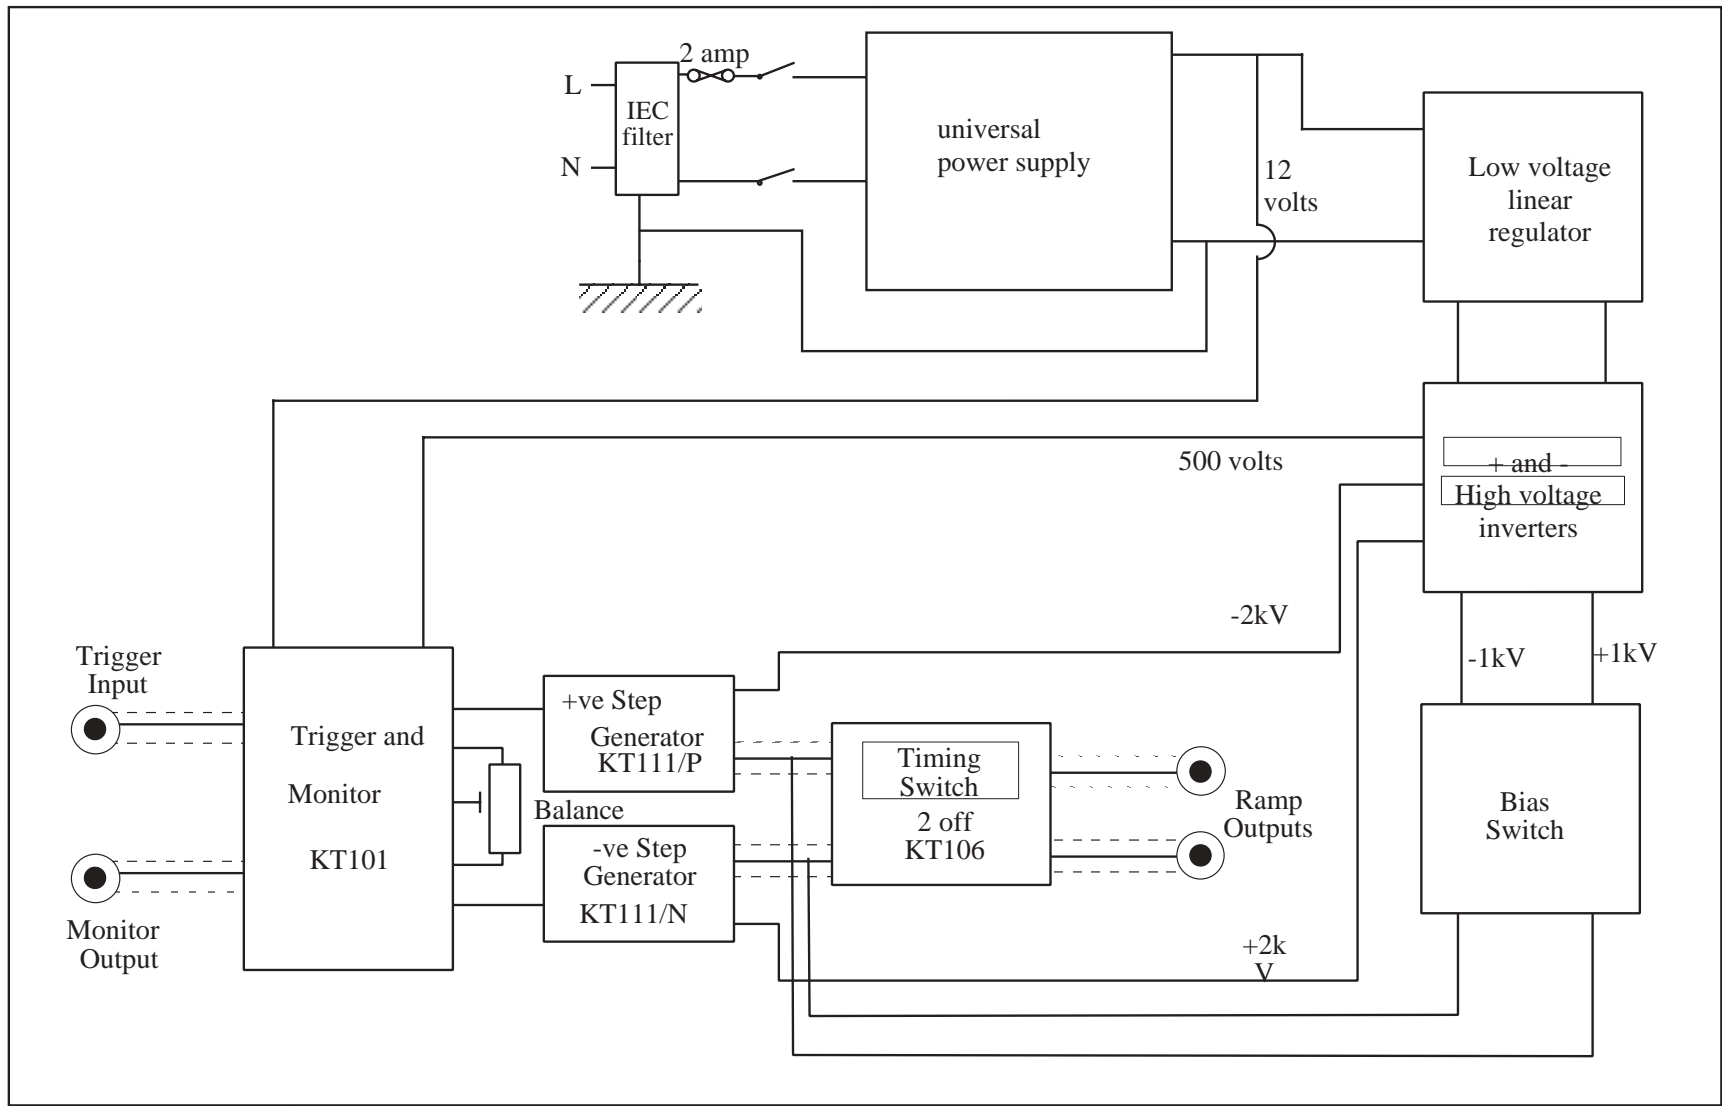 2 amp
L
IEC
filter
N
universal
power supply
12
volts
Low voltage
linear
regulator
500 volts
+ and -
High voltage
inverters
-2kV
-1kV
+1kV
Trigger
Input
Trigger and
Monitor
KT101
Monitor
Output
+ve Step
Generator
KT111/P
Balance
-ve Step
Generator
KT111/N
Timing
Switch
2 off
KT106
Ramp
Outputs
Bias
Switch
+2k
V